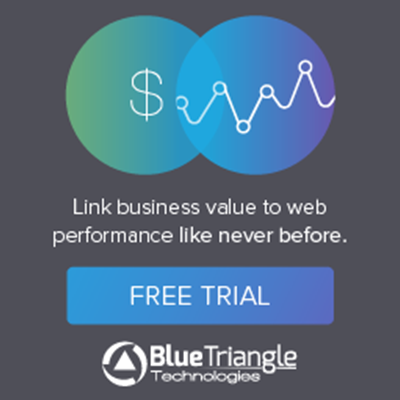 $
Link business value to web
performance like never before.
FREE TRIAL
BlueTriangle
Technologies